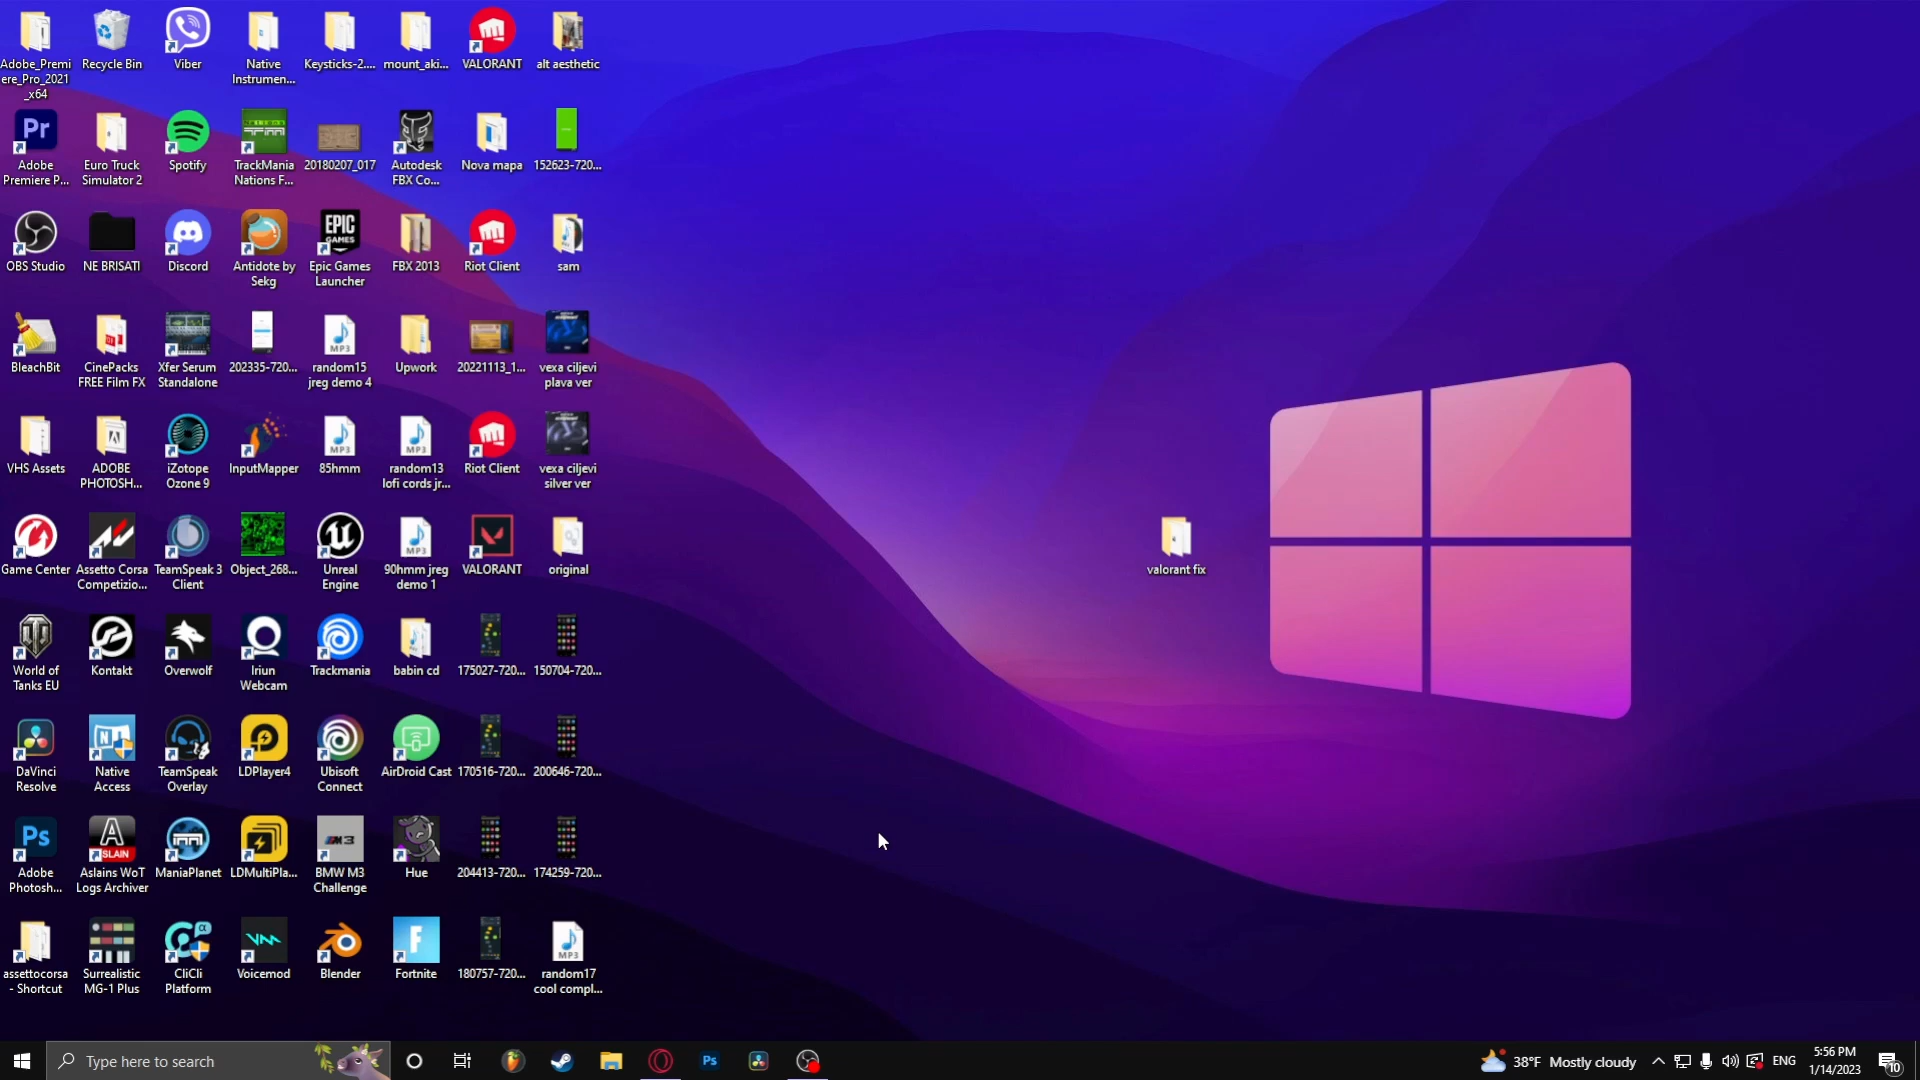 Adobe_Premi
ere_Pro_2021
_x64
Recycle Bin
Viber
Native
Instrumen...
Keysticks-2....
mount_aki...
VALORANT
alt aesthetic
Adobe
Premiere P...
Euro Truck
Simulator 2
Spotify
TrackMania
Nations F...
20180207_017
Autodesk
FBX Co...
Nova mapa
152623-720...
OBS Studio
NE BRISATI
Discord
Antidote by
Sekg
EPIC
GAMES
Epic Games
Launcher
FBX 2013
Riot Client
sam
BleachBit
CinePacks
FREE Film FX
Xfer Serum
Standalone
202335-720...
MP3
random15
jreg demo 4
Upwork
20221113_1...
vexa ciljevi
plava ver
VHS Assets
ADOBE
PHOTOSH...
iZotope
Ozone 9
InputMapper
MP3
85hmm
MP3
random13
lofi cords jr...
Riot Client
vexa ciljevi
silver ver
Game Center
Assetto Corsa
Competizio...
TeamSpeak 3
Client
Object_268...
Unreal
Engine
MP3
90hmm jreg
demo 1
VALORANT
original
valorant fix
World of
Tanks EU
Kontakt
Overwolf
Iriun
Webcam
Trackmania
babin cd
175027-720...
150704-720...
DaVinci
Resolve
Native
Access
TeamSpeak
Overlay
LDPlayer4
Ubisoft
Connect
AirDroid Cast
170516-720...
200646-720...
Adobe
Photosh...
Aslains WoT
Logs Archiver
ManiaPlanet
LDMultiPla...
BMW M3
Challenge
Hue
204413-720...
174259-720...
assettocorsa
- Shortcut
Surrealistic
MG-1 Plus
CliCli
Platform
Voicemod
Blender
Fortnite
180757-720...
MP3
random17
cool compl...
Type here to search
38°F Mostly cloudy
ENG
5:56 PM
1/14/2023
10